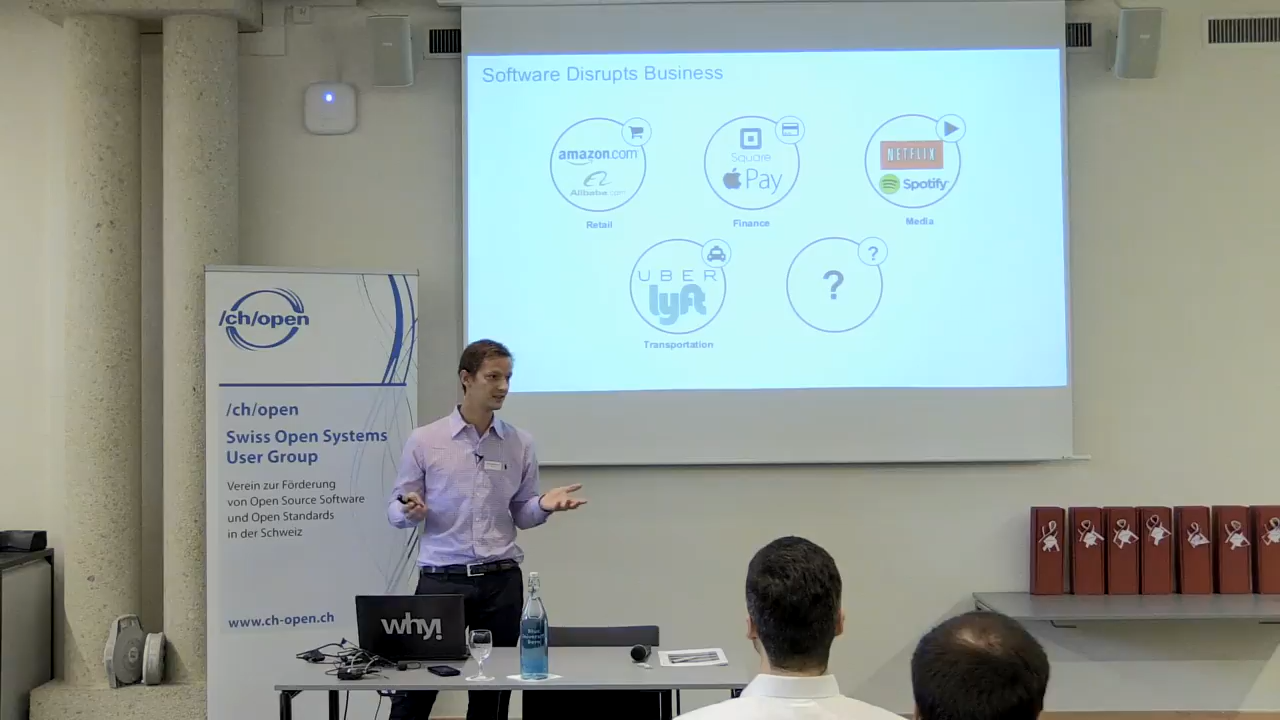 Software Disrupts Business
amazon.com
Alibaba.com
Retail
Square
Pay
Finance
NETFLIX
Spotify
Media
UBER
lyft
Transportation
?
?
/ch/open
/ch/open
Swiss Open Systems
User Group
Verein zur Förderung
von Open Source Software
und Open Standards
in der Schweiz
www.ch-open.ch
why!